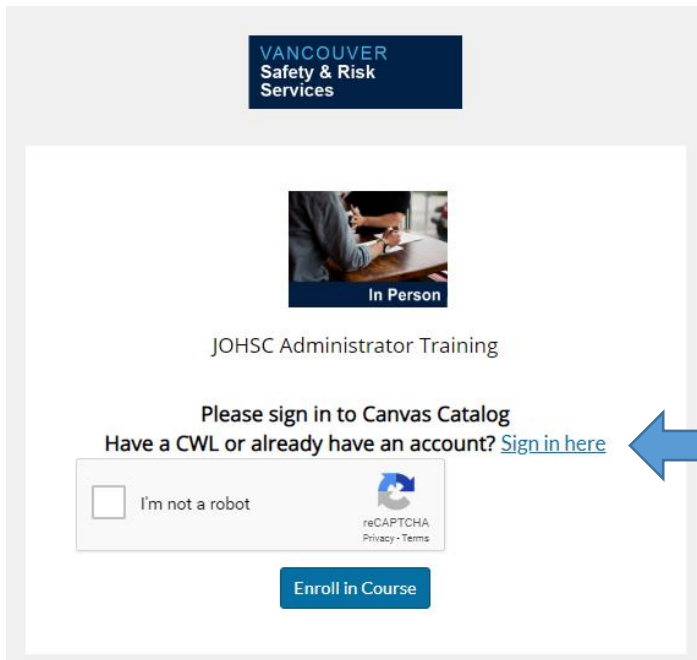 VANCOUVER
Safety & Risk
Services
In Person
JOHSC Administrator Training
Please sign in to Canvas Catalog
Have a CWL or already have an account? Sign in here
I'm not a robot
reCAPTCHA
Privacy - Terms
Enroll in Course